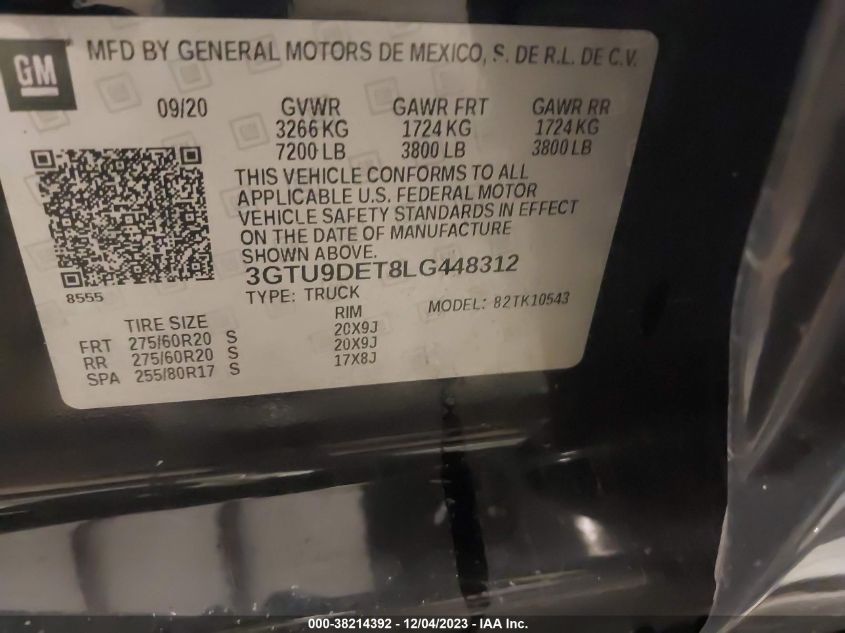 GM
MFD BY GENERAL MOTORS DE MEXICO, S. DE R.L. DE C.V.
09/20 GVWR GAWR FRT GAWR RR
3266 KG 1724 KG 1724 KG
7200 LB 3800 LB 3800 LB
THIS VEHICLE CONFORMS TO ALL
APPLICABLE U.S. FEDERAL MOTOR
VEHICLE SAFETY STANDARDS IN EFFECT
ON THE DATE OF MANUFACTURE
SHOWN ABOVE.
3GTU9DET8LG448312
8555
TYPE: TRUCK MODEL: 82TK10543
TIRE SIZE RIM
FRT 275/60R20 S 20X9J
RR 275/60R20 S 20X9J
SPA 255/80R17 S 17X8J
000-38214392 - 12/04/2023 - IAA Inc.